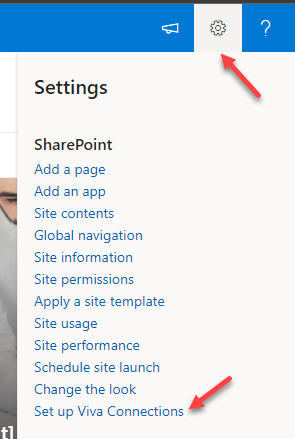 ?
Settings
SharePoint
Add a page
Add an app
Site contents
Global navigation
Site information
Site permissions
Apply a site template
Site usage
Site performance
Schedule site launch
Change the look
Set up Viva Connections
t]